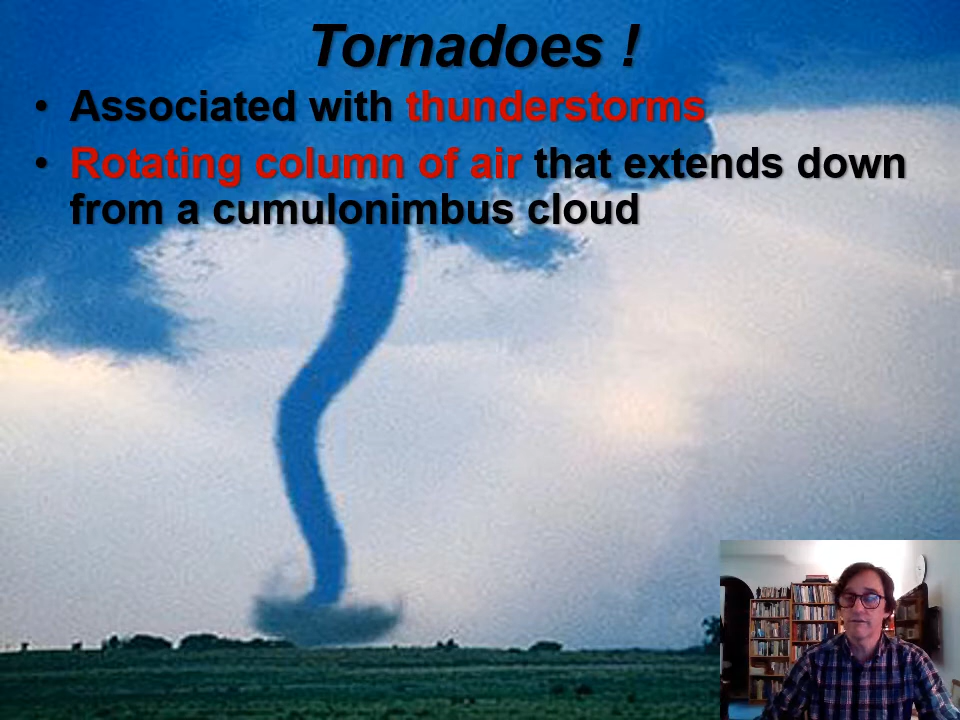 Tornadoes !
• Associated with thunderstorms
• Rotating column of air that extends down
from a cumulonimbus cloud